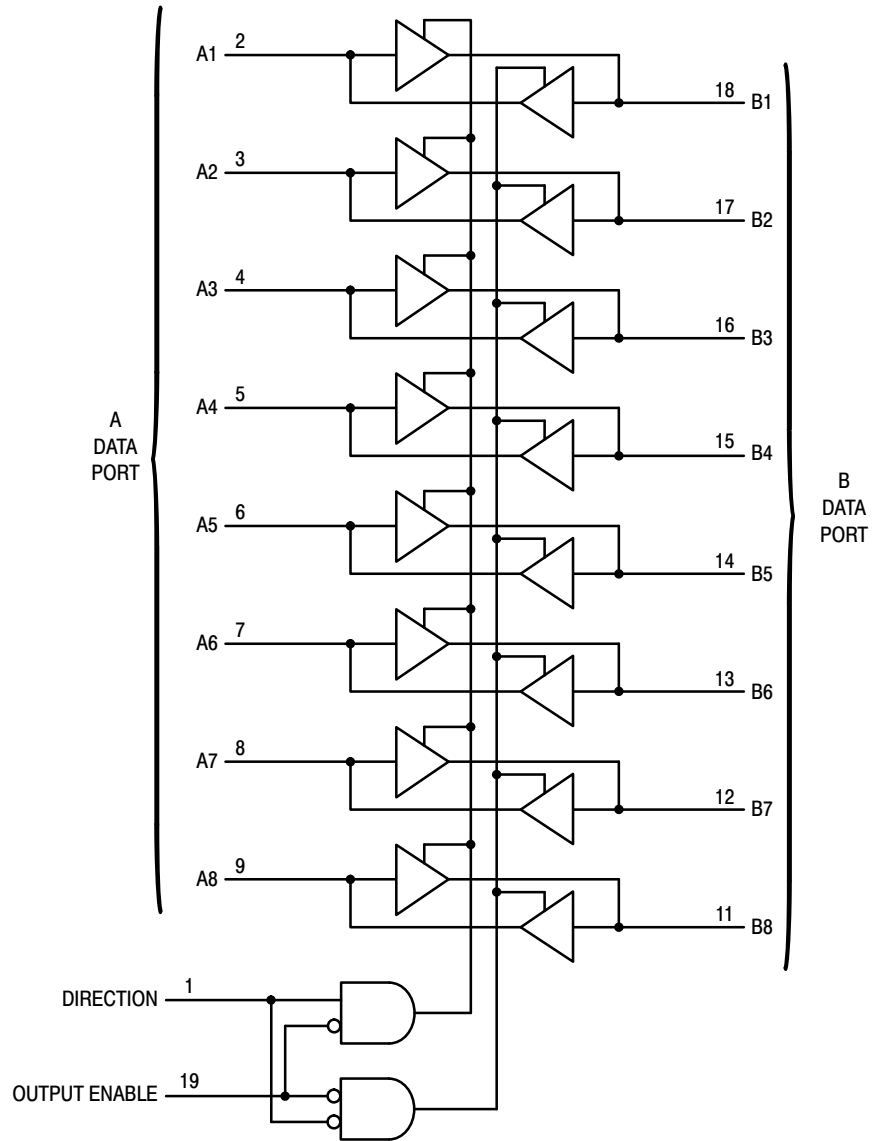 A1 2
18 B1
A2 3
17 B2
A3 4
16 B3
A4 5
15 B4
A
DATA
PORT
B
DATA
PORT
A5 6
14 B5
A6 7
13 B6
A7 8
12 B7
A8 9
11 B8
DIRECTION 1
OUTPUT ENABLE 19